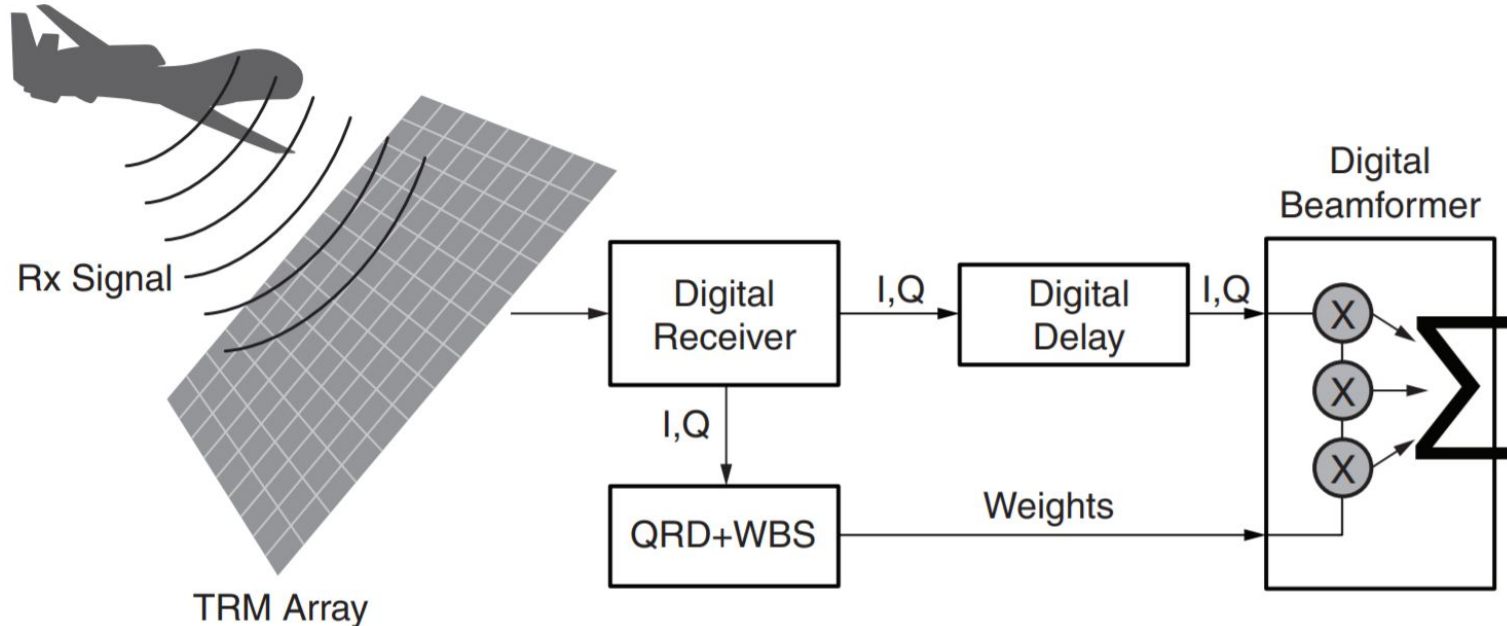 Rx Signal
TRM Array
Digital
Receiver
I,Q
Digital
Delay
I,Q
I,Q
QRD+WBS
Weights
Digital
Beamformer
X
X
X
Σ